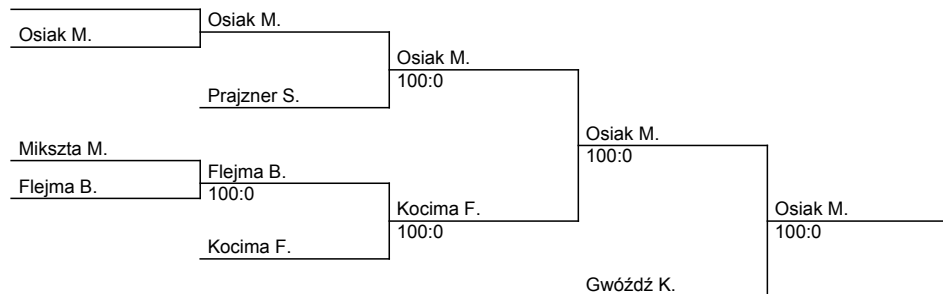 Osiak M.
Osiak M.
Osiak M.
100:0
Prajzner S.
Osiak M.
100:0
Mikszta M.
Flejma B.
Flejma B.
100:0
Kocima F.
100:0
Osiak M.
100:0
Kocima F.
Gwóźdź K.